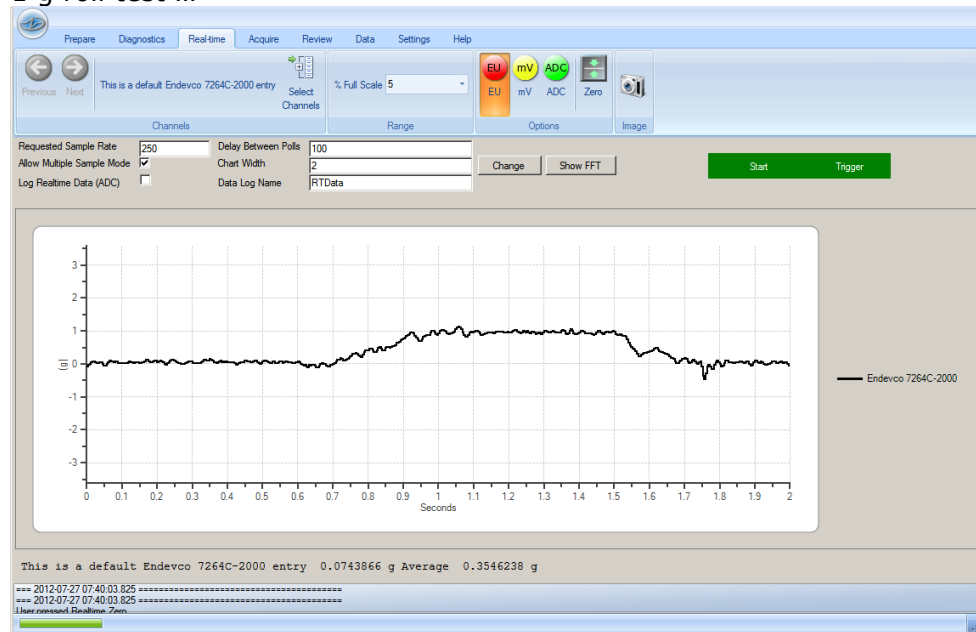 Prepare Diagnostics Real-time Acquire Review Data Settings Help
Previous Next This is a default Endevco 7264C-2000 entry Select Channels % Full Scale 5 EU mV ADC EU mV ADC Zero
Channels Range Options Image
Requested Sample Rate 250 Delay Between Polls 100
Allow Multiple Sample Mode Chart Width 2 Change Show FFT Start Trigger
Log Realtime Data (ADC) Data Log Name RTData
3
2
1
0
-1
-2
-3
[g]
0 0.1 0.2 0.3 0.4 0.5 0.6 0.7 0.8 0.9 1 1.1 1.2 1.3 1.4 1.5 1.6 1.7 1.8 1.9 2
Seconds
Endevco 7264C-2000
This is a default Endevco 7264C-2000 entry 0.0743866 g Average 0.3546238 g
=== 2012-07-27 07:40:03.825 ========================================
=== 2012-07-27 07:40:03.825 ========================================
User pressed Realtime Zero